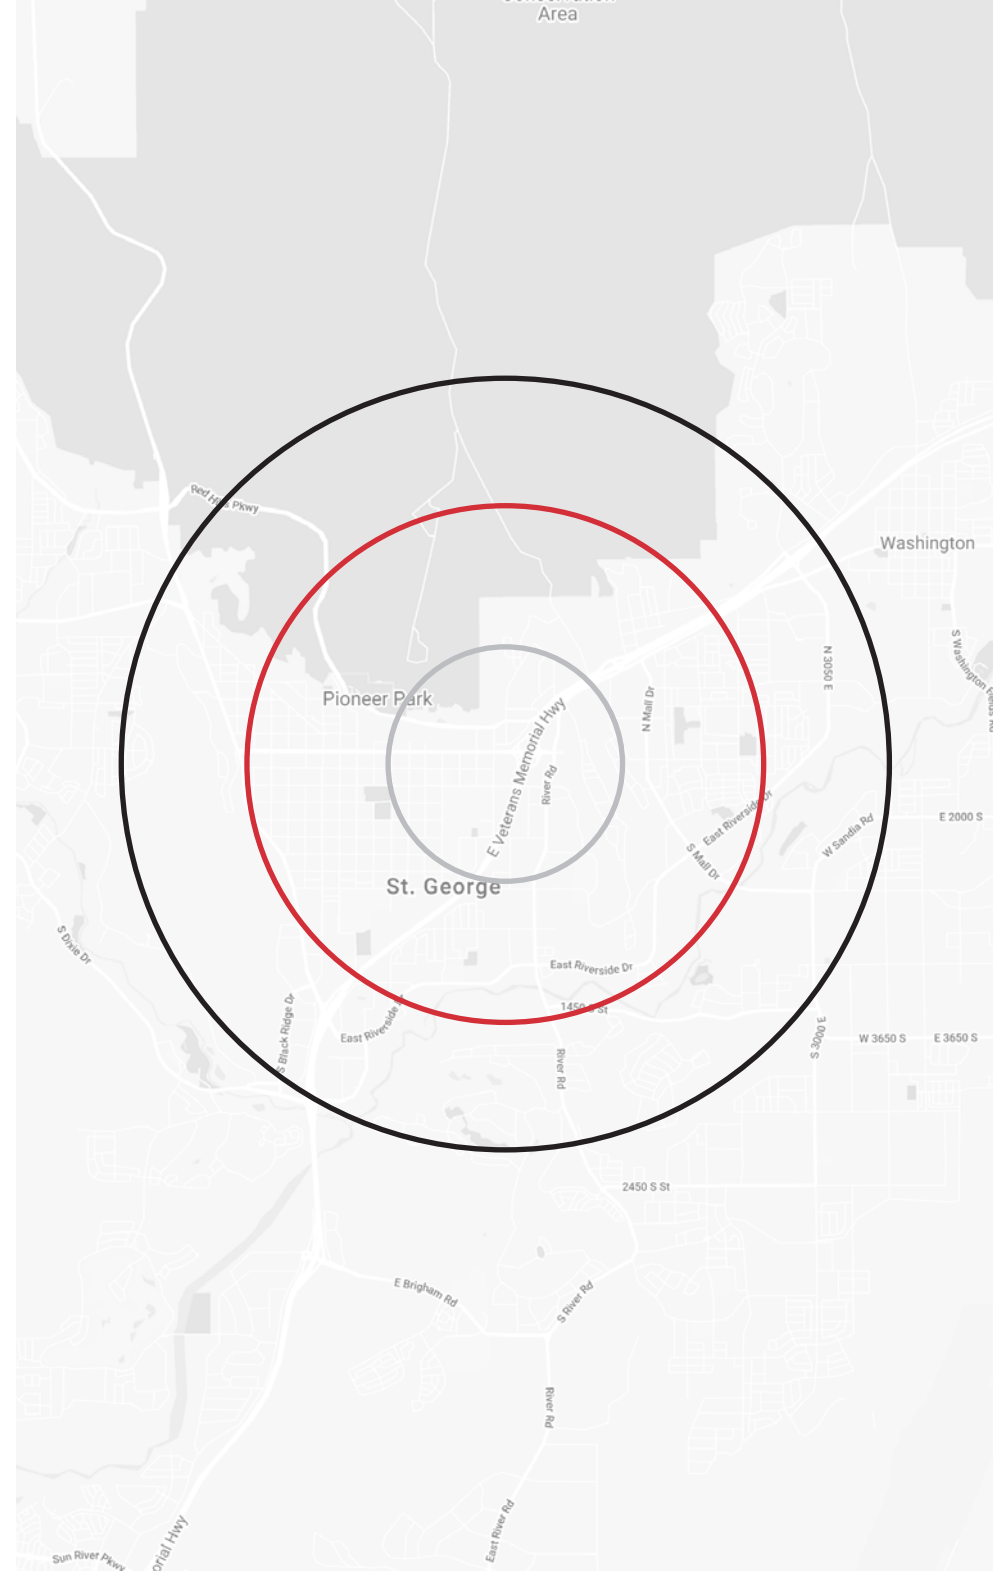 Conservation
Area
Red Hills Pkwy
Washington
N 3050 E
S Washington Fields Rd
Pioneer Park
N Mall Dr
E Veterans Memorial Hwy
River Rd
East Riverside Dr
W Sandia Rd
E 2000 S
S Mall Dr
St. George
S Dixie Dr
East Riverside Dr
1450 S St
S Black Ridge Dr
East Riverside Dr
S 3000 E
W 3650 S
E 3650 S
River Rd
2450 S St
E Brigham Rd
S River Rd
River Rd
East River Rd
orial Hwy
Sun River Pkwy